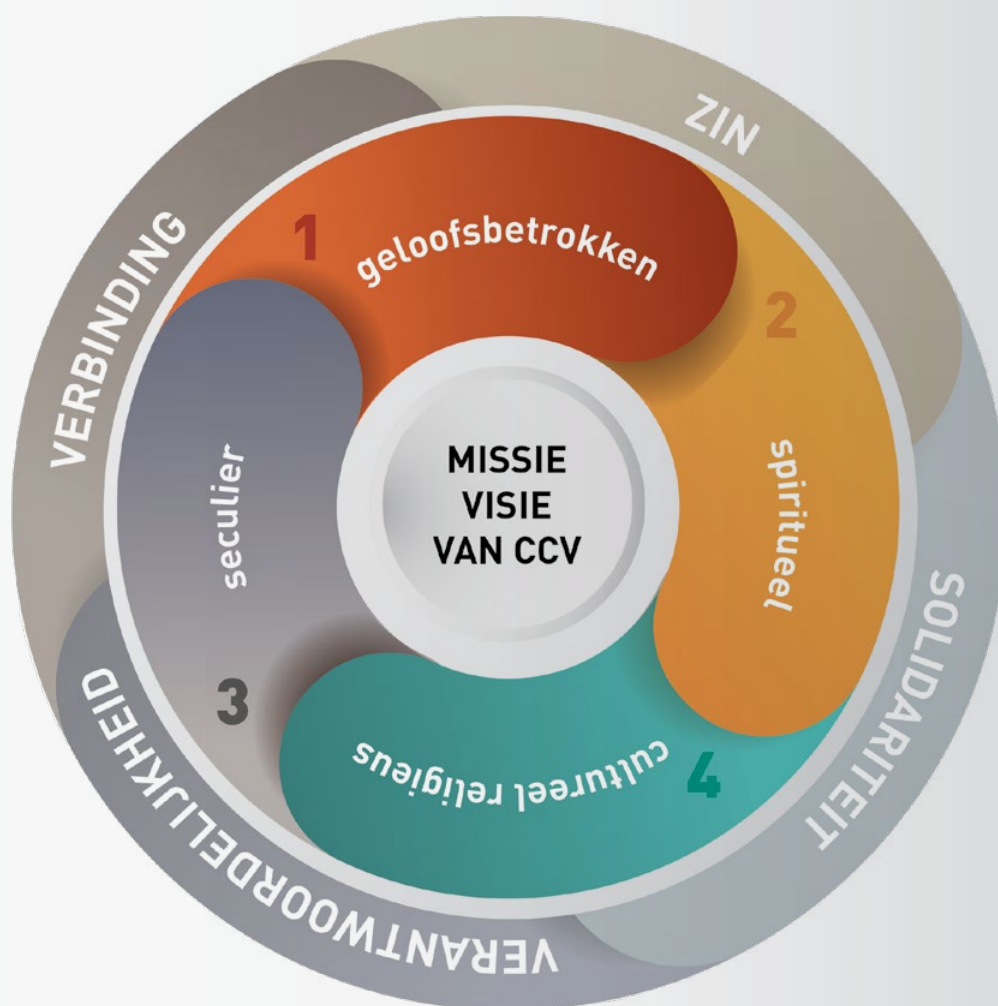 ZIN
SOLIDARITEIT
VERANTWOORDELIJKHEID
VERBINDING
1
geloofsbetrokken
2
spiritueel
3
seculier
4
cultureel religieus
MISSIE
VISIE
VAN CCV